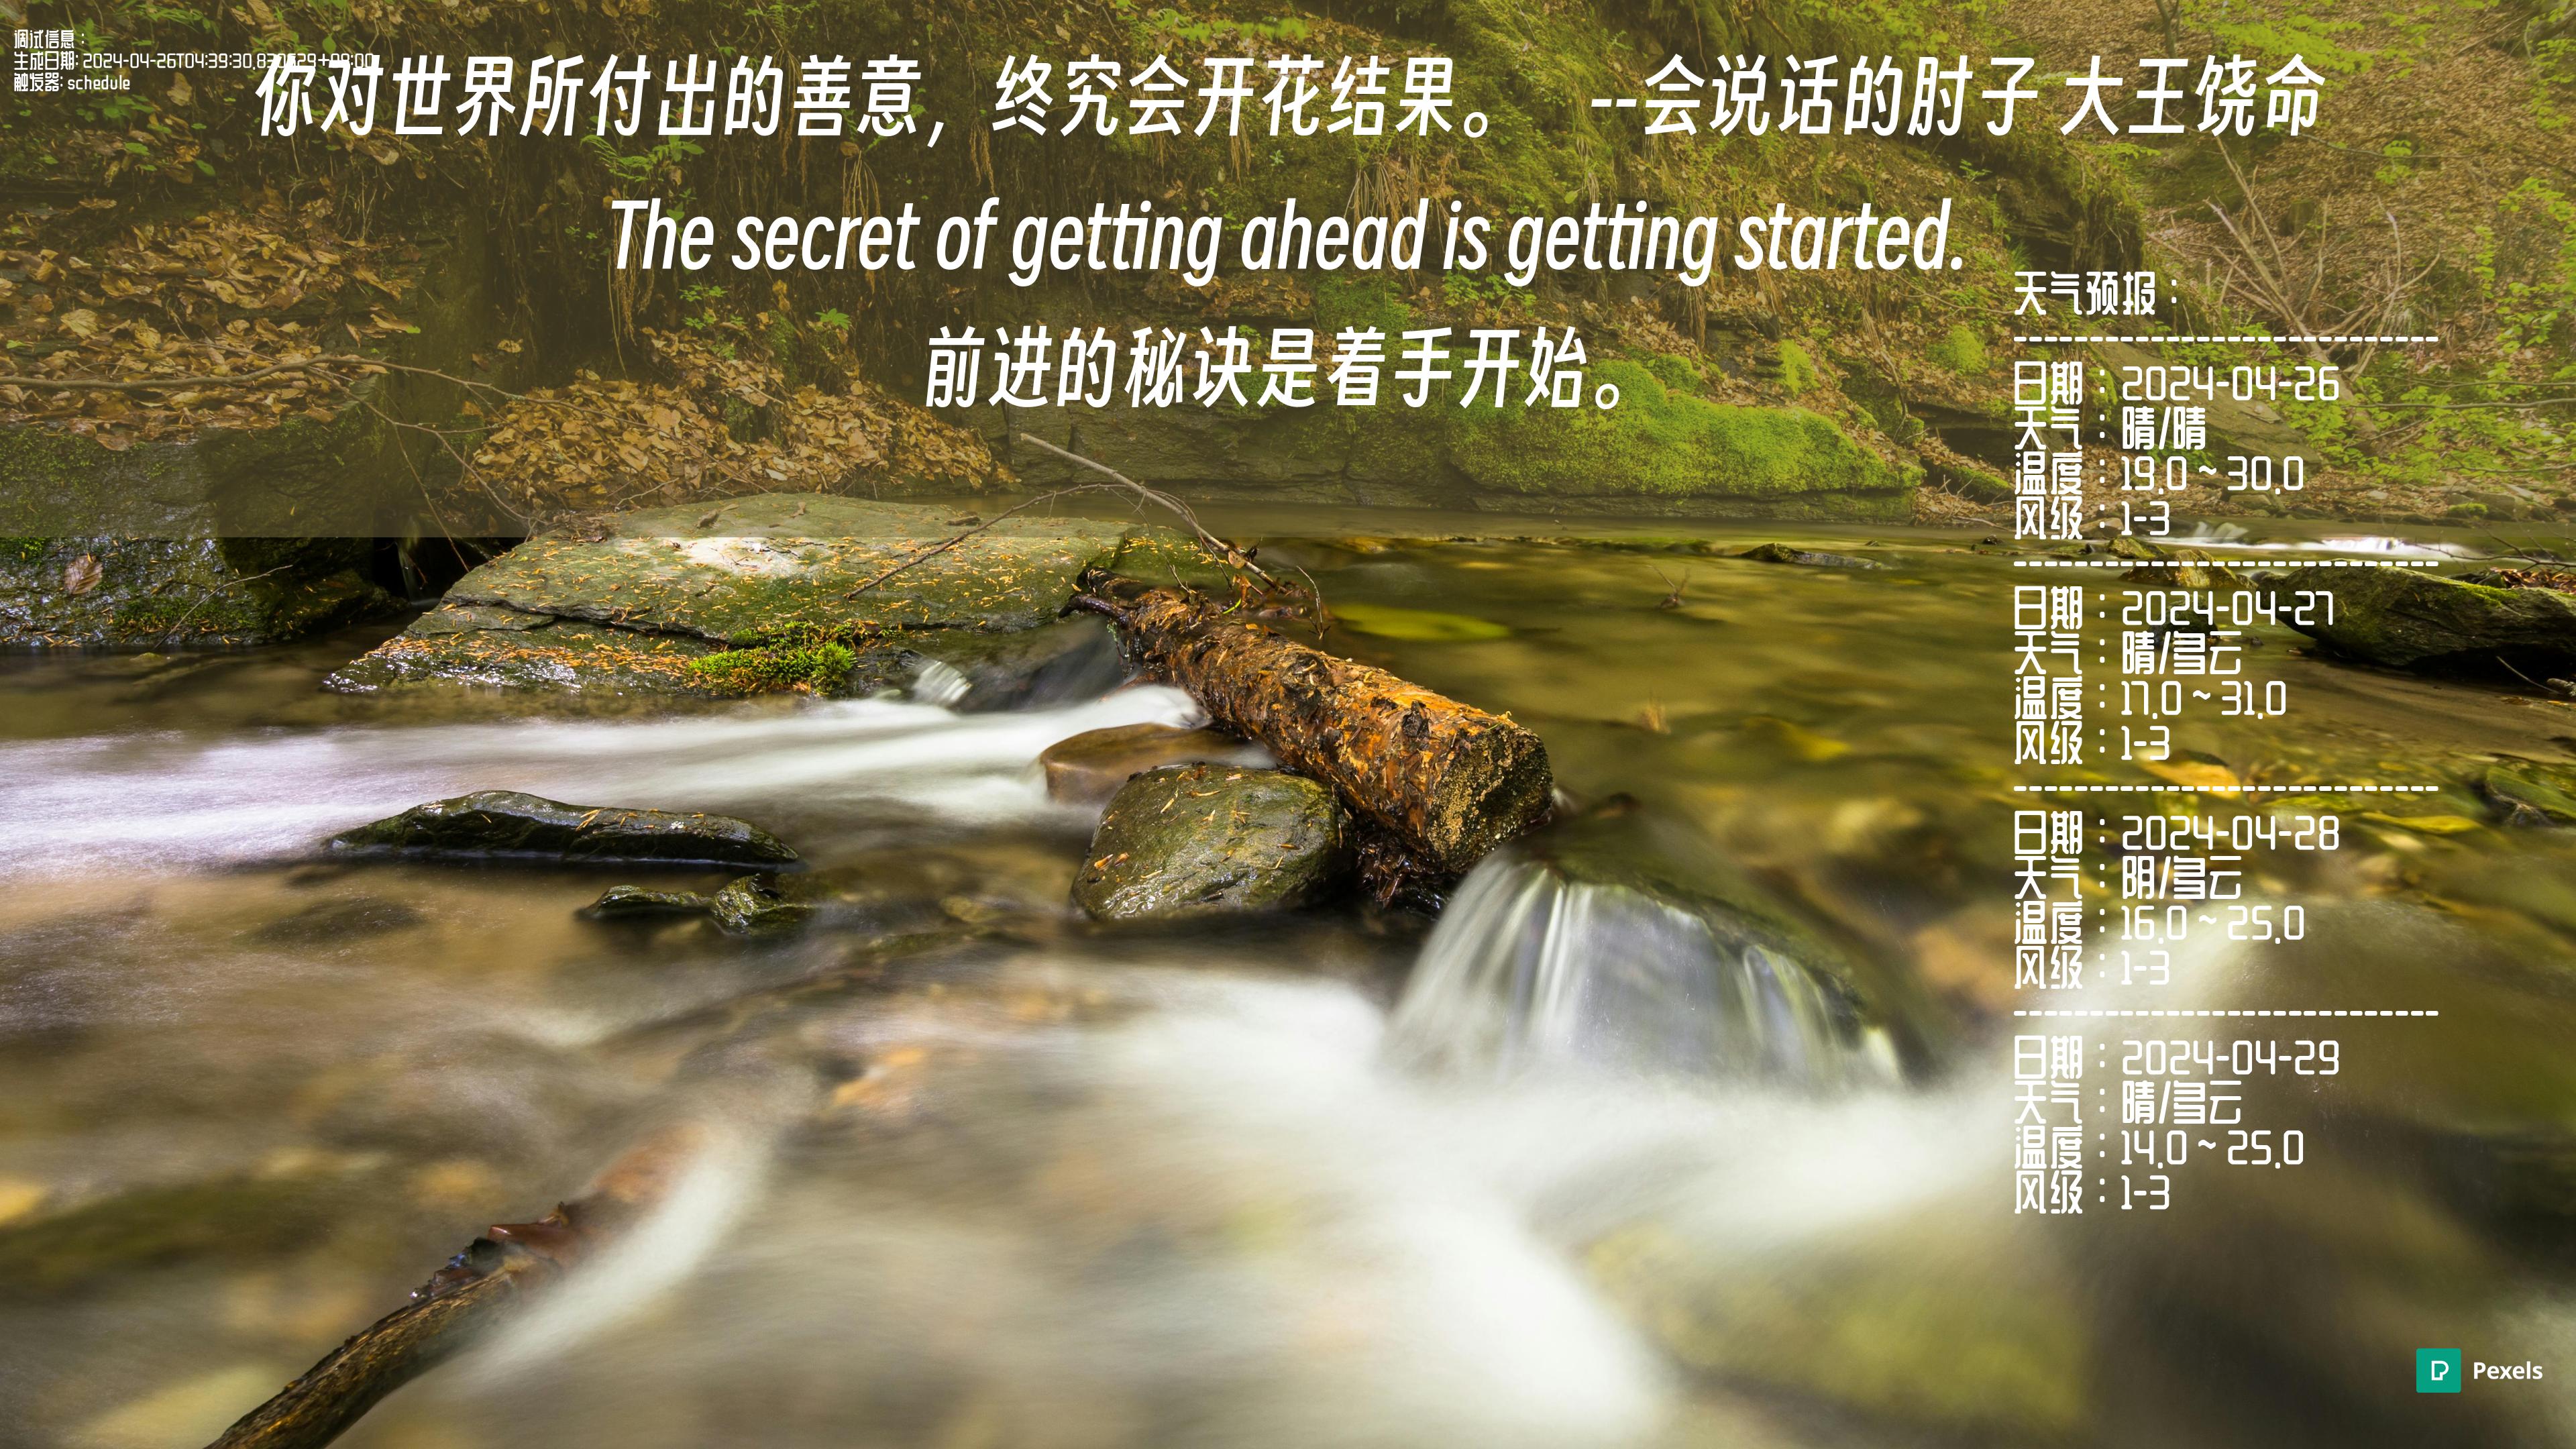 调试信息：
生成日期: 2024-04-26T04:39:30.830529+08:00
触发器: schedule
你对世界所付出的善意，终究会开花结果。 --会说话的肘子 大王饶命
The secret of getting ahead is getting started.
前进的秘诀是着手开始。
天气预报：
------------------------
日期：2024-04-26
天气：晴/晴
温度：19.0 ~ 30.0
风级：1-3
------------------------
日期：2024-04-27
天气：晴/多云
温度：17.0 ~ 31.0
风级：1-3
------------------------
日期：2024-04-28
天气：阴/多云
温度：16.0 ~ 25.0
风级：1-3
------------------------
日期：2024-04-29
天气：晴/多云
温度：14.0 ~ 25.0
风级：1-3
Pexels